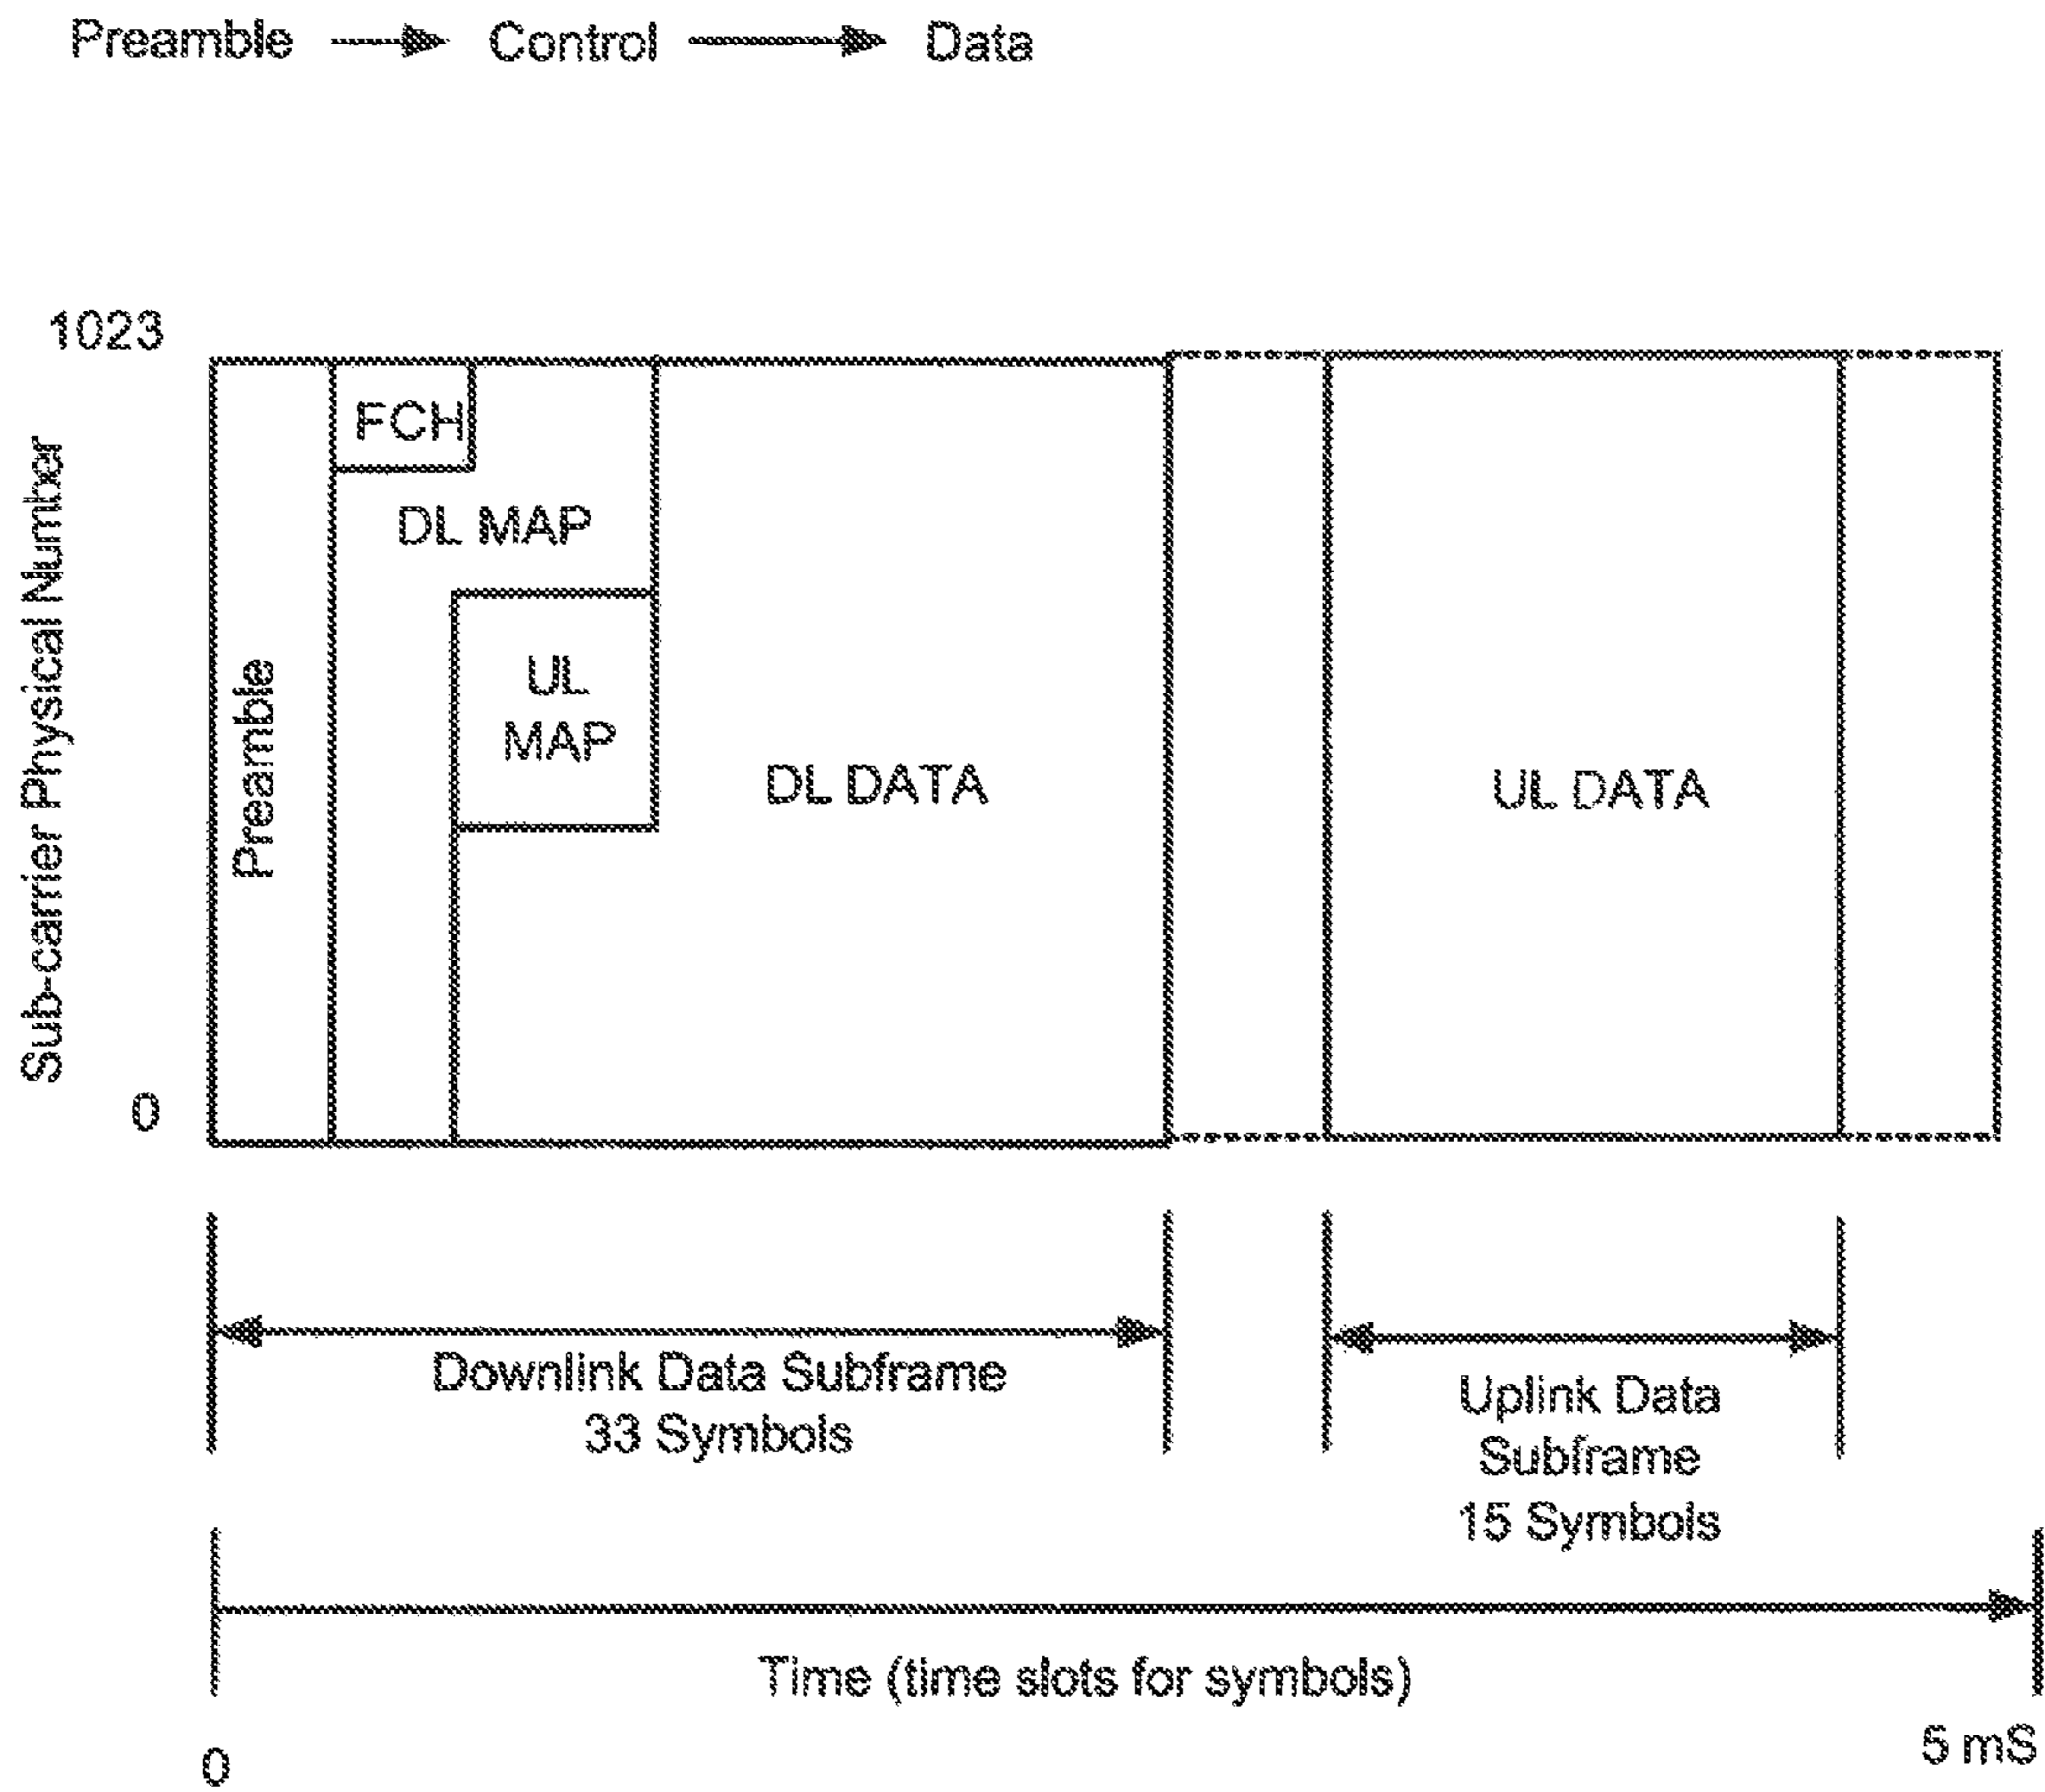 Preamble Control Data
1023
Sub-carrier Physical Number
0
Preamble
FCH
DL MAP
UL
MAP
DL DATA
UL DATA
Downlink Data Subframe
33 Symbols
Uplink Data
Subframe
15 Symbols
Time (time slots for symbols)
0
5 mS